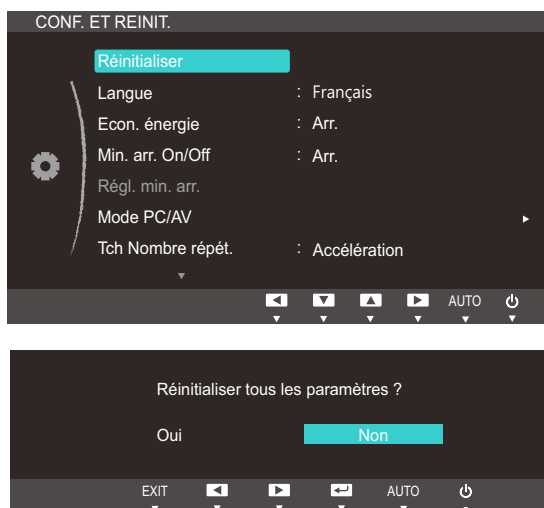 CONF. ET REINIT.
Réinitialiser
Langue : Français
Econ. énergie : Arr.
Min. arr. On/Off : Arr.
Régl. min. arr.
Mode PC/AV
Tch Nombre répét. : Accélération
AUTO
Réinitialiser tous les paramètres ?
Oui Non
EXIT AUTO